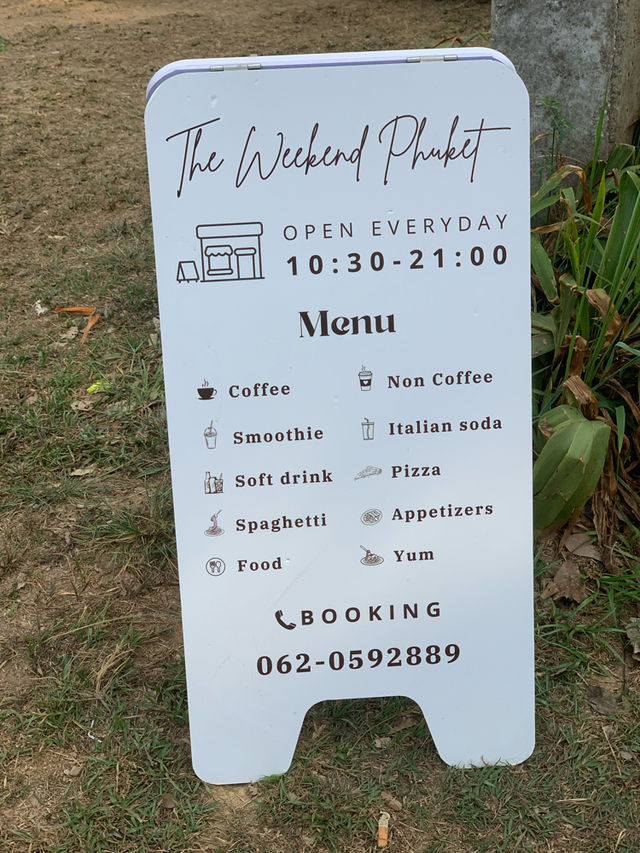 The Weekend Phuket
OPEN EVERYDAY
10:30-21:00
Menu
Coffee
Non Coffee
Smoothie
Italian soda
Soft drink
Pizza
Spaghetti
Appetizers
Food
Yum
BOOKING
062-0592889